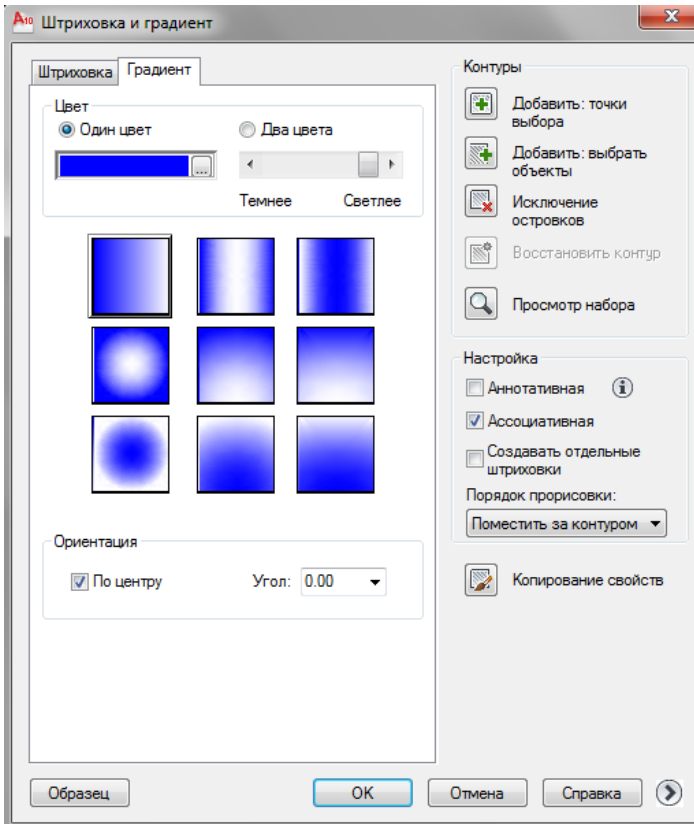 A10 Штриховка и градиент
Штриховка Градиент
Цвет
Один цвет
Два цвета
...
Темнее Светлее
Ориентация
По центру
Угол: 0.00
Контуры
Добавить: точки
выбора
Добавить: выбрать
объекты
Исключение
островков
Восстановить контур
Просмотр набора
Настройка
Аннотативная
Ассоциативная
Создавать отдельные
штриховки
Порядок прорисовки:
Поместить за контуром
Копирование свойств
Образец OK Отмена Справка